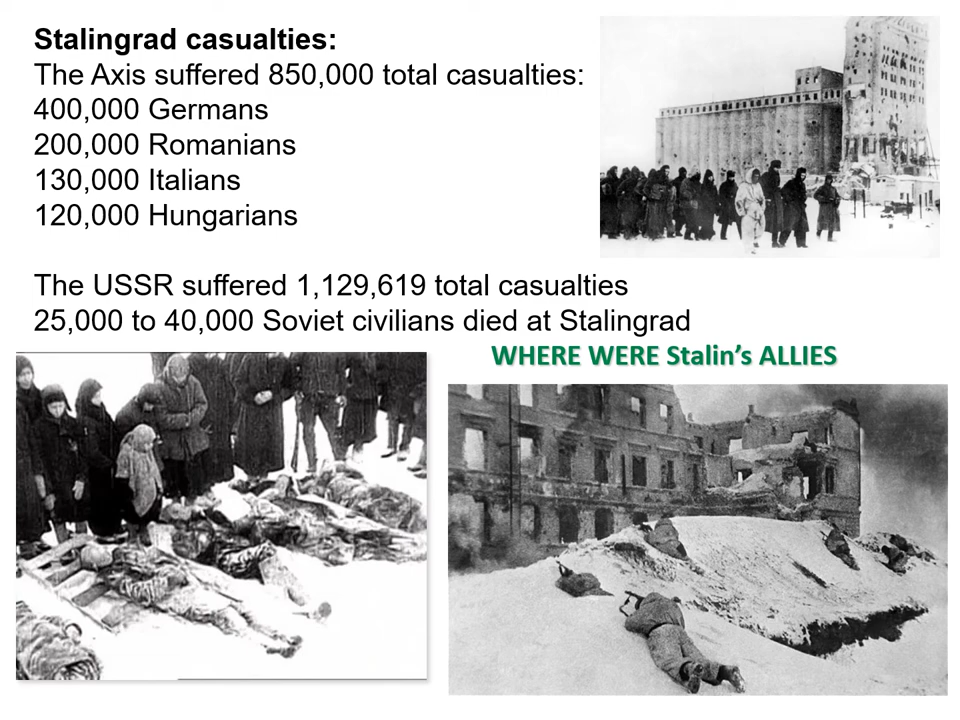 Stalingrad casualties:
The Axis suffered 850,000 total casualties:
400,000 Germans
200,000 Romanians
130,000 Italians
120,000 Hungarians
The USSR suffered 1,129,619 total casualties
25,000 to 40,000 Soviet civilians died at Stalingrad
WHERE WERE Stalin's ALLIES